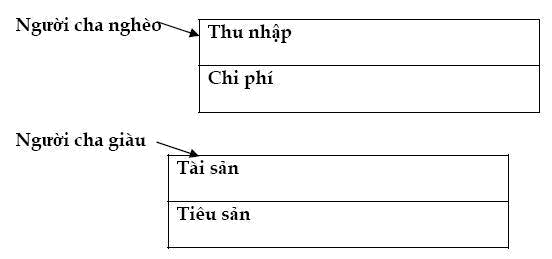 Người cha nghèo
Thu nhập
Chi phí
Người cha giàu
Tài sản
Tiêu sản